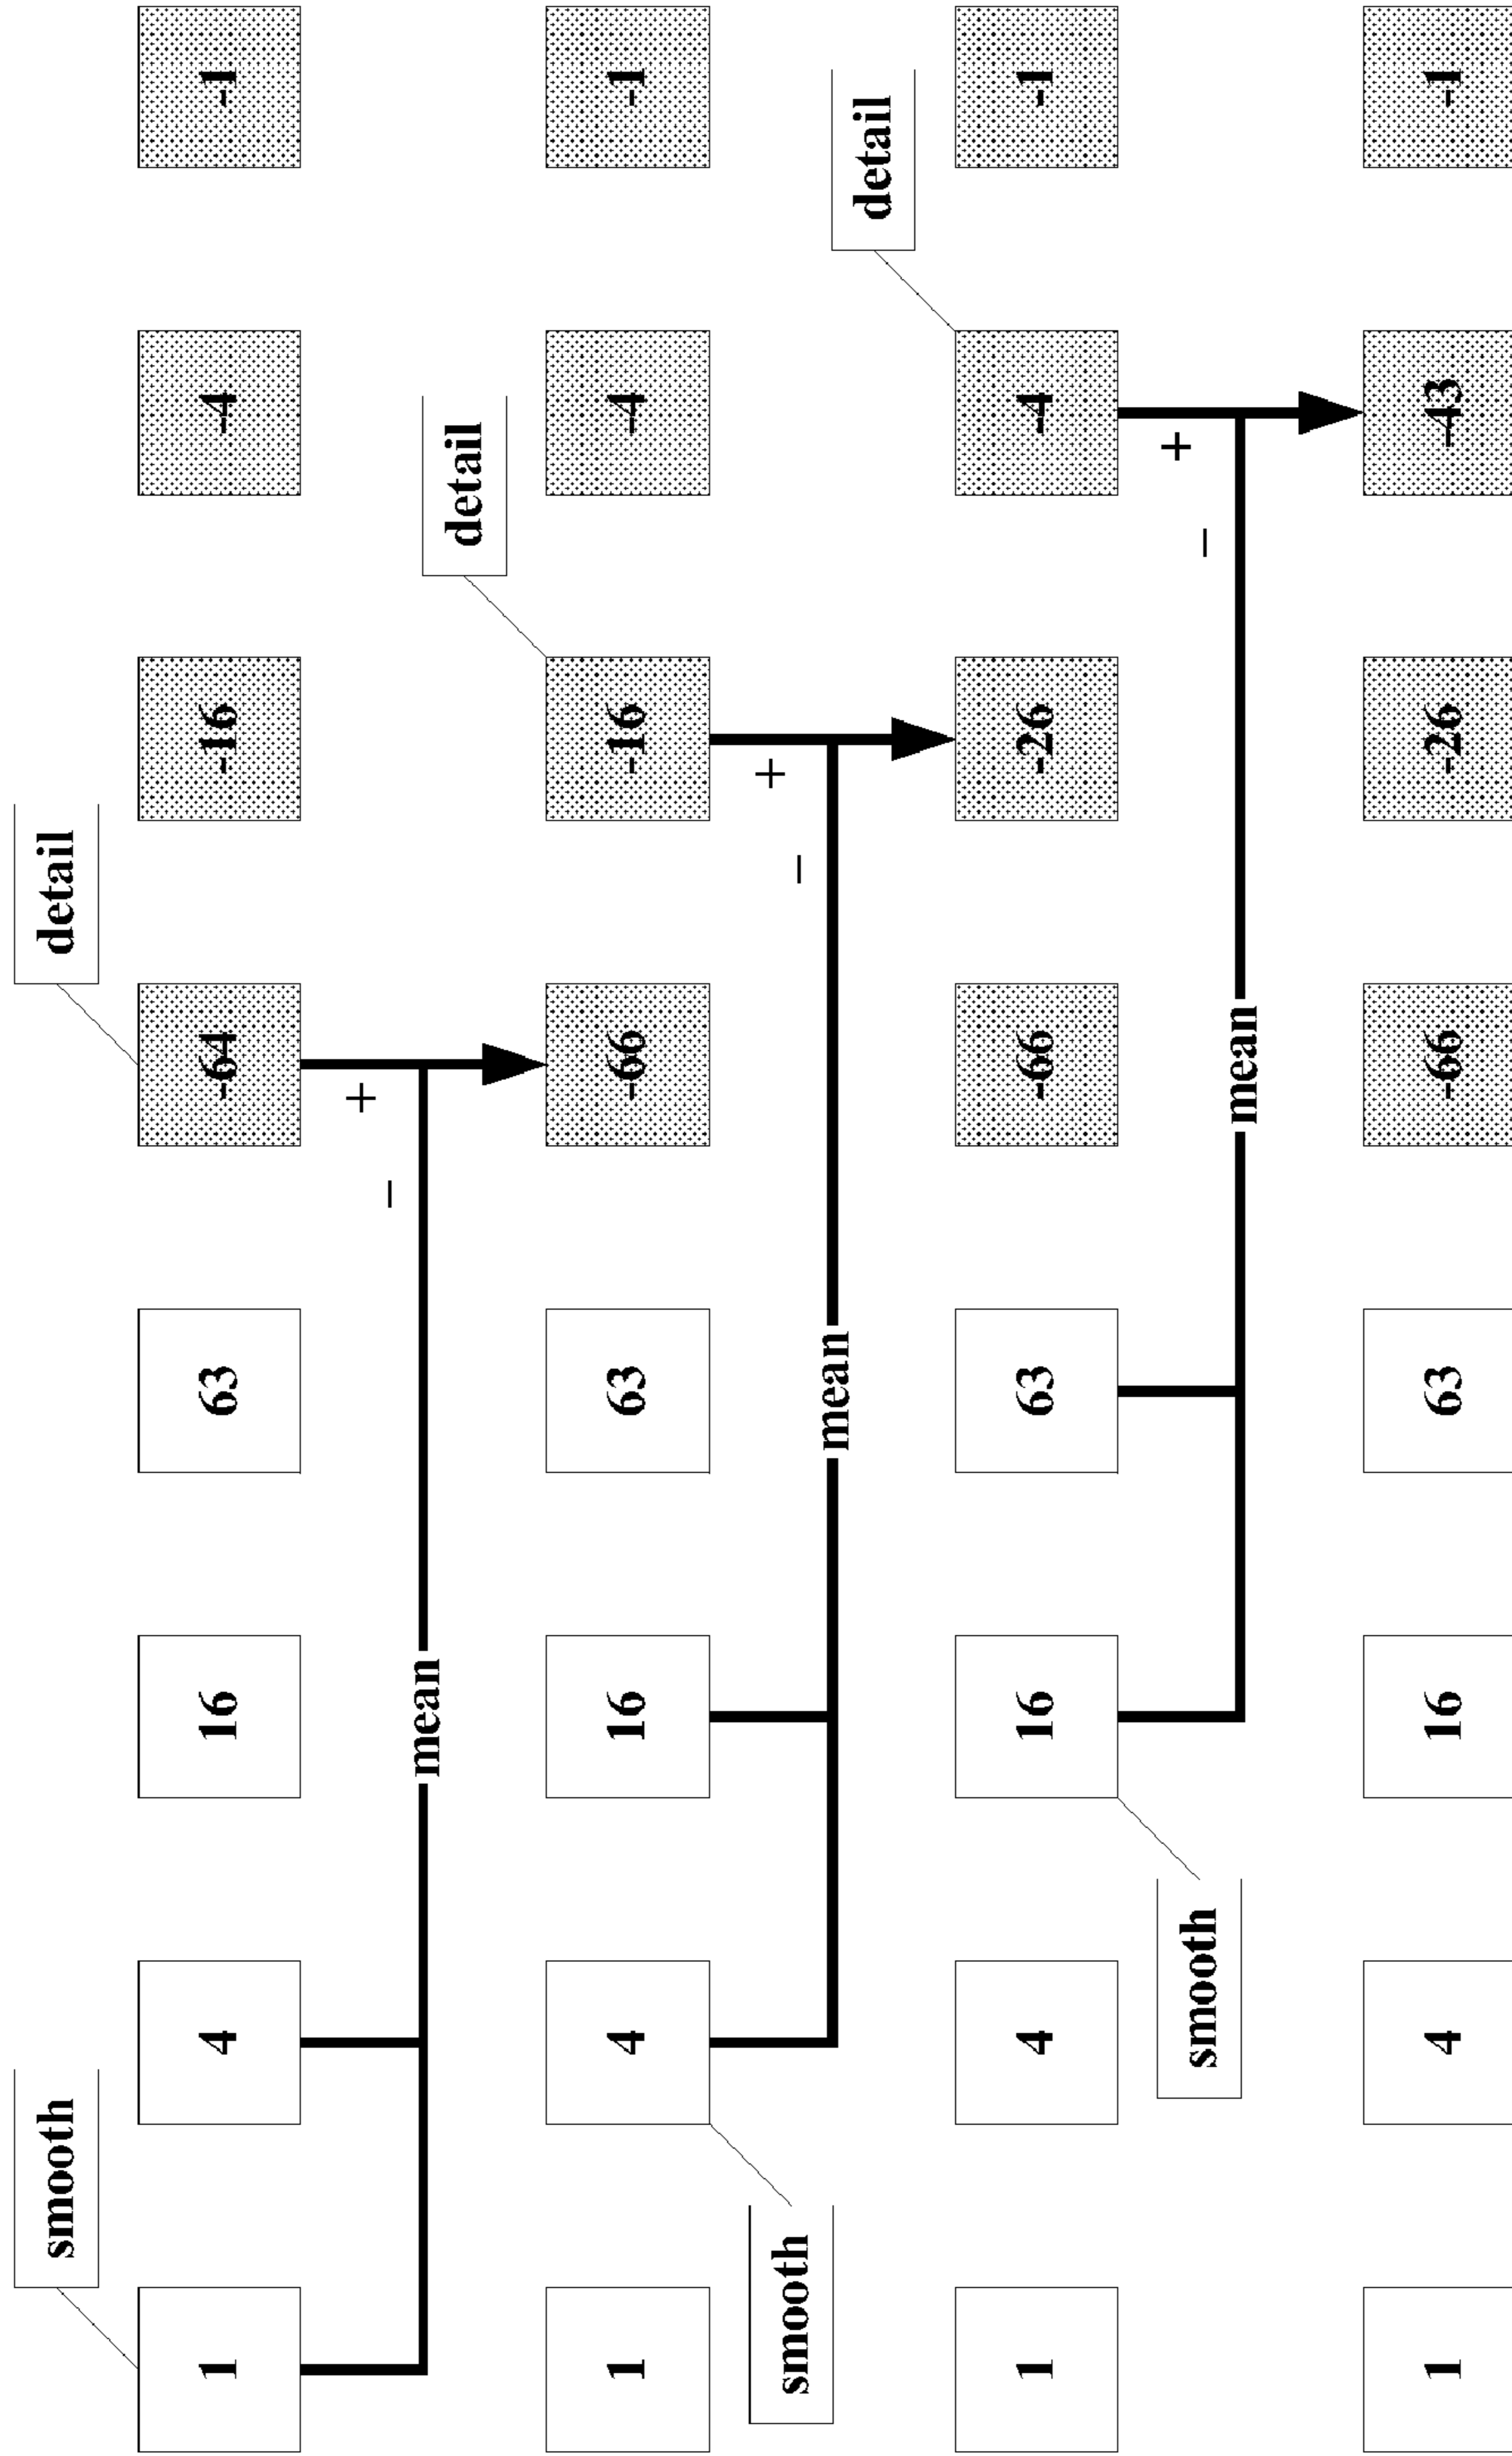 smooth detail
1 4 16 63 -64 -16 -4 -1
– +
mean
detail
1 4 16 63 -66 -16 -4 -1
smooth – +
mean
detail
1 4 16 63 -66 -26 -4 -1
smooth – +
mean
1 4 16 63 -66 -26 -43 -1